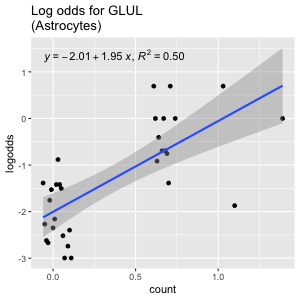 Log odds for GLUL
(Astrocytes)
y = −2.01 + 1.95 x, R² = 0.50
logodds
1
0
-1
-2
-3
0.0 0.5 1.0
count